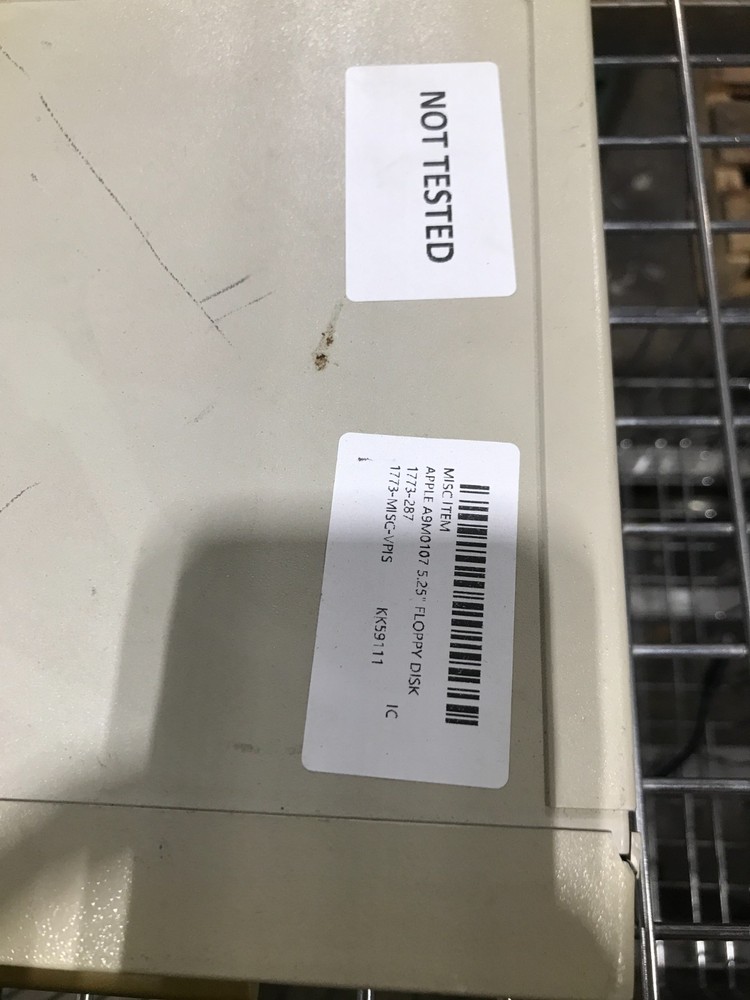 NOT TESTED
MISC ITEM
APPLE A9M0107 5.25" FLOPPY DISK
1773-287
1773-MISC-VPIS KK59111 IC